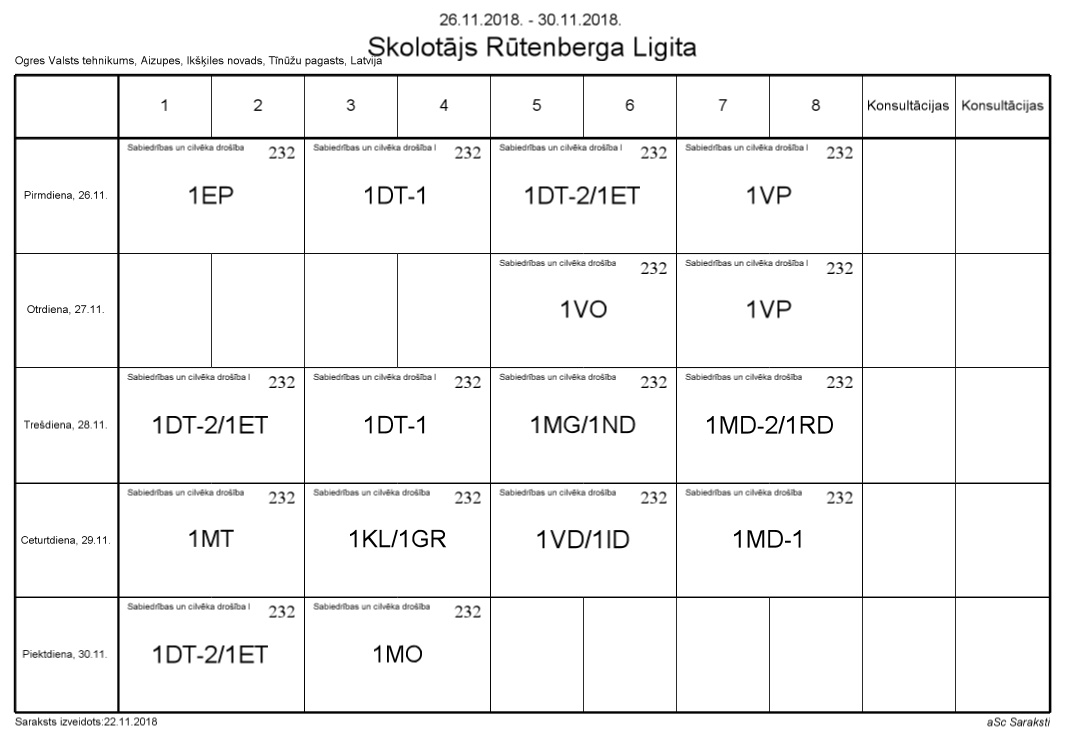 26.11.2018. - 30.11.2018.
Skolotājs Rūtenberga Ligita
Ogres Valsts tehnikums, Aizupes, Ikšķiles novads, Tīnūžu pagasts, Latvija
1 2 3 4 5 6 7 8 Konsultācijas Konsultācijas
Sabiedrības un cilvēka drošība 232 Sabiedrības un cilvēka drošība I 232 Sabiedrības un cilvēka drošība I 232 Sabiedrības un cilvēka drošība I 232
Pirmdiena, 26.11. 1EP 1DT-1 1DT-2/1ET 1VP
Sabiedrības un cilvēka drošība 232 Sabiedrības un cilvēka drošība I 232
Otrdiena, 27.11. 1VO 1VP
Sabiedrības un cilvēka drošība I 232 Sabiedrības un cilvēka drošība I 232 Sabiedrības un cilvēka drošība 232 Sabiedrības un cilvēka drošība 232
Trešdiena, 28.11. 1DT-2/1ET 1DT-1 1MG/1ND 1MD-2/1RD
Sabiedrības un cilvēka drošība 232 Sabiedrības un cilvēka drošība 232 Sabiedrības un cilvēka drošība 232 Sabiedrības un cilvēka drošība 232
Ceturtdiena, 29.11. 1MT 1KL/1GR 1VD/1ID 1MD-1
Sabiedrības un cilvēka drošība I 232 Sabiedrības un cilvēka drošība 232
Piektdiena, 30.11. 1DT-2/1ET 1MO
Saraksts izveidots:22.11.2018 aSc Saraksti